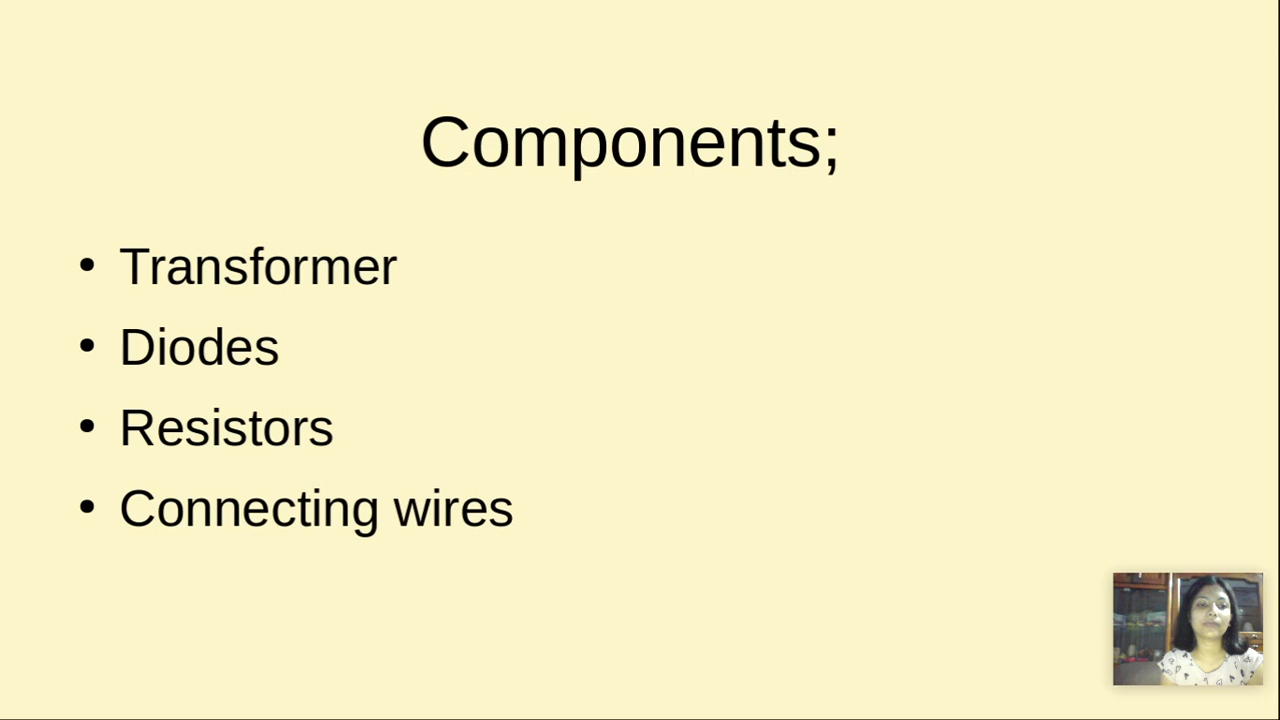 Components;
• Transformer
• Diodes
• Resistors
• Connecting wires